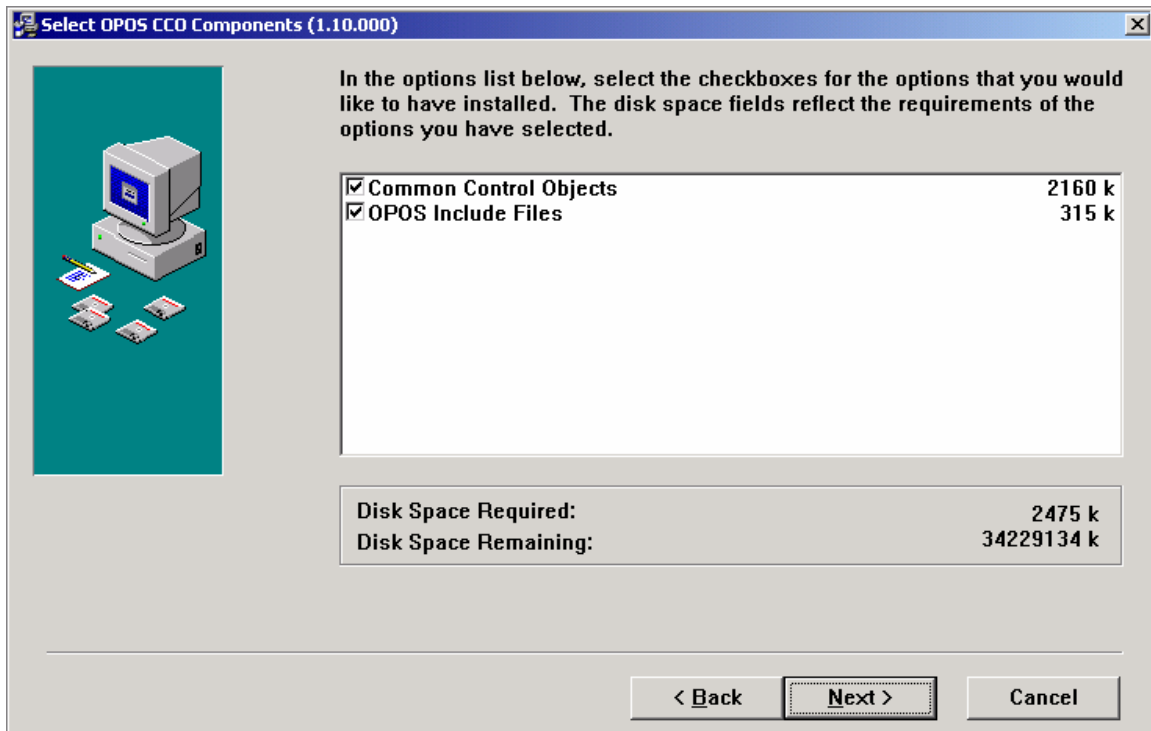 Select OPOS CCO Components (1.10.000)
In the options list below, select the checkboxes for the options that you would
like to have installed. The disk space fields reflect the requirements of the
options you have selected.
Common Control Objects 2160 k
OPOS Include Files 315 k
Disk Space Required: 2475 k
Disk Space Remaining: 34229134 k
< Back Next > Cancel